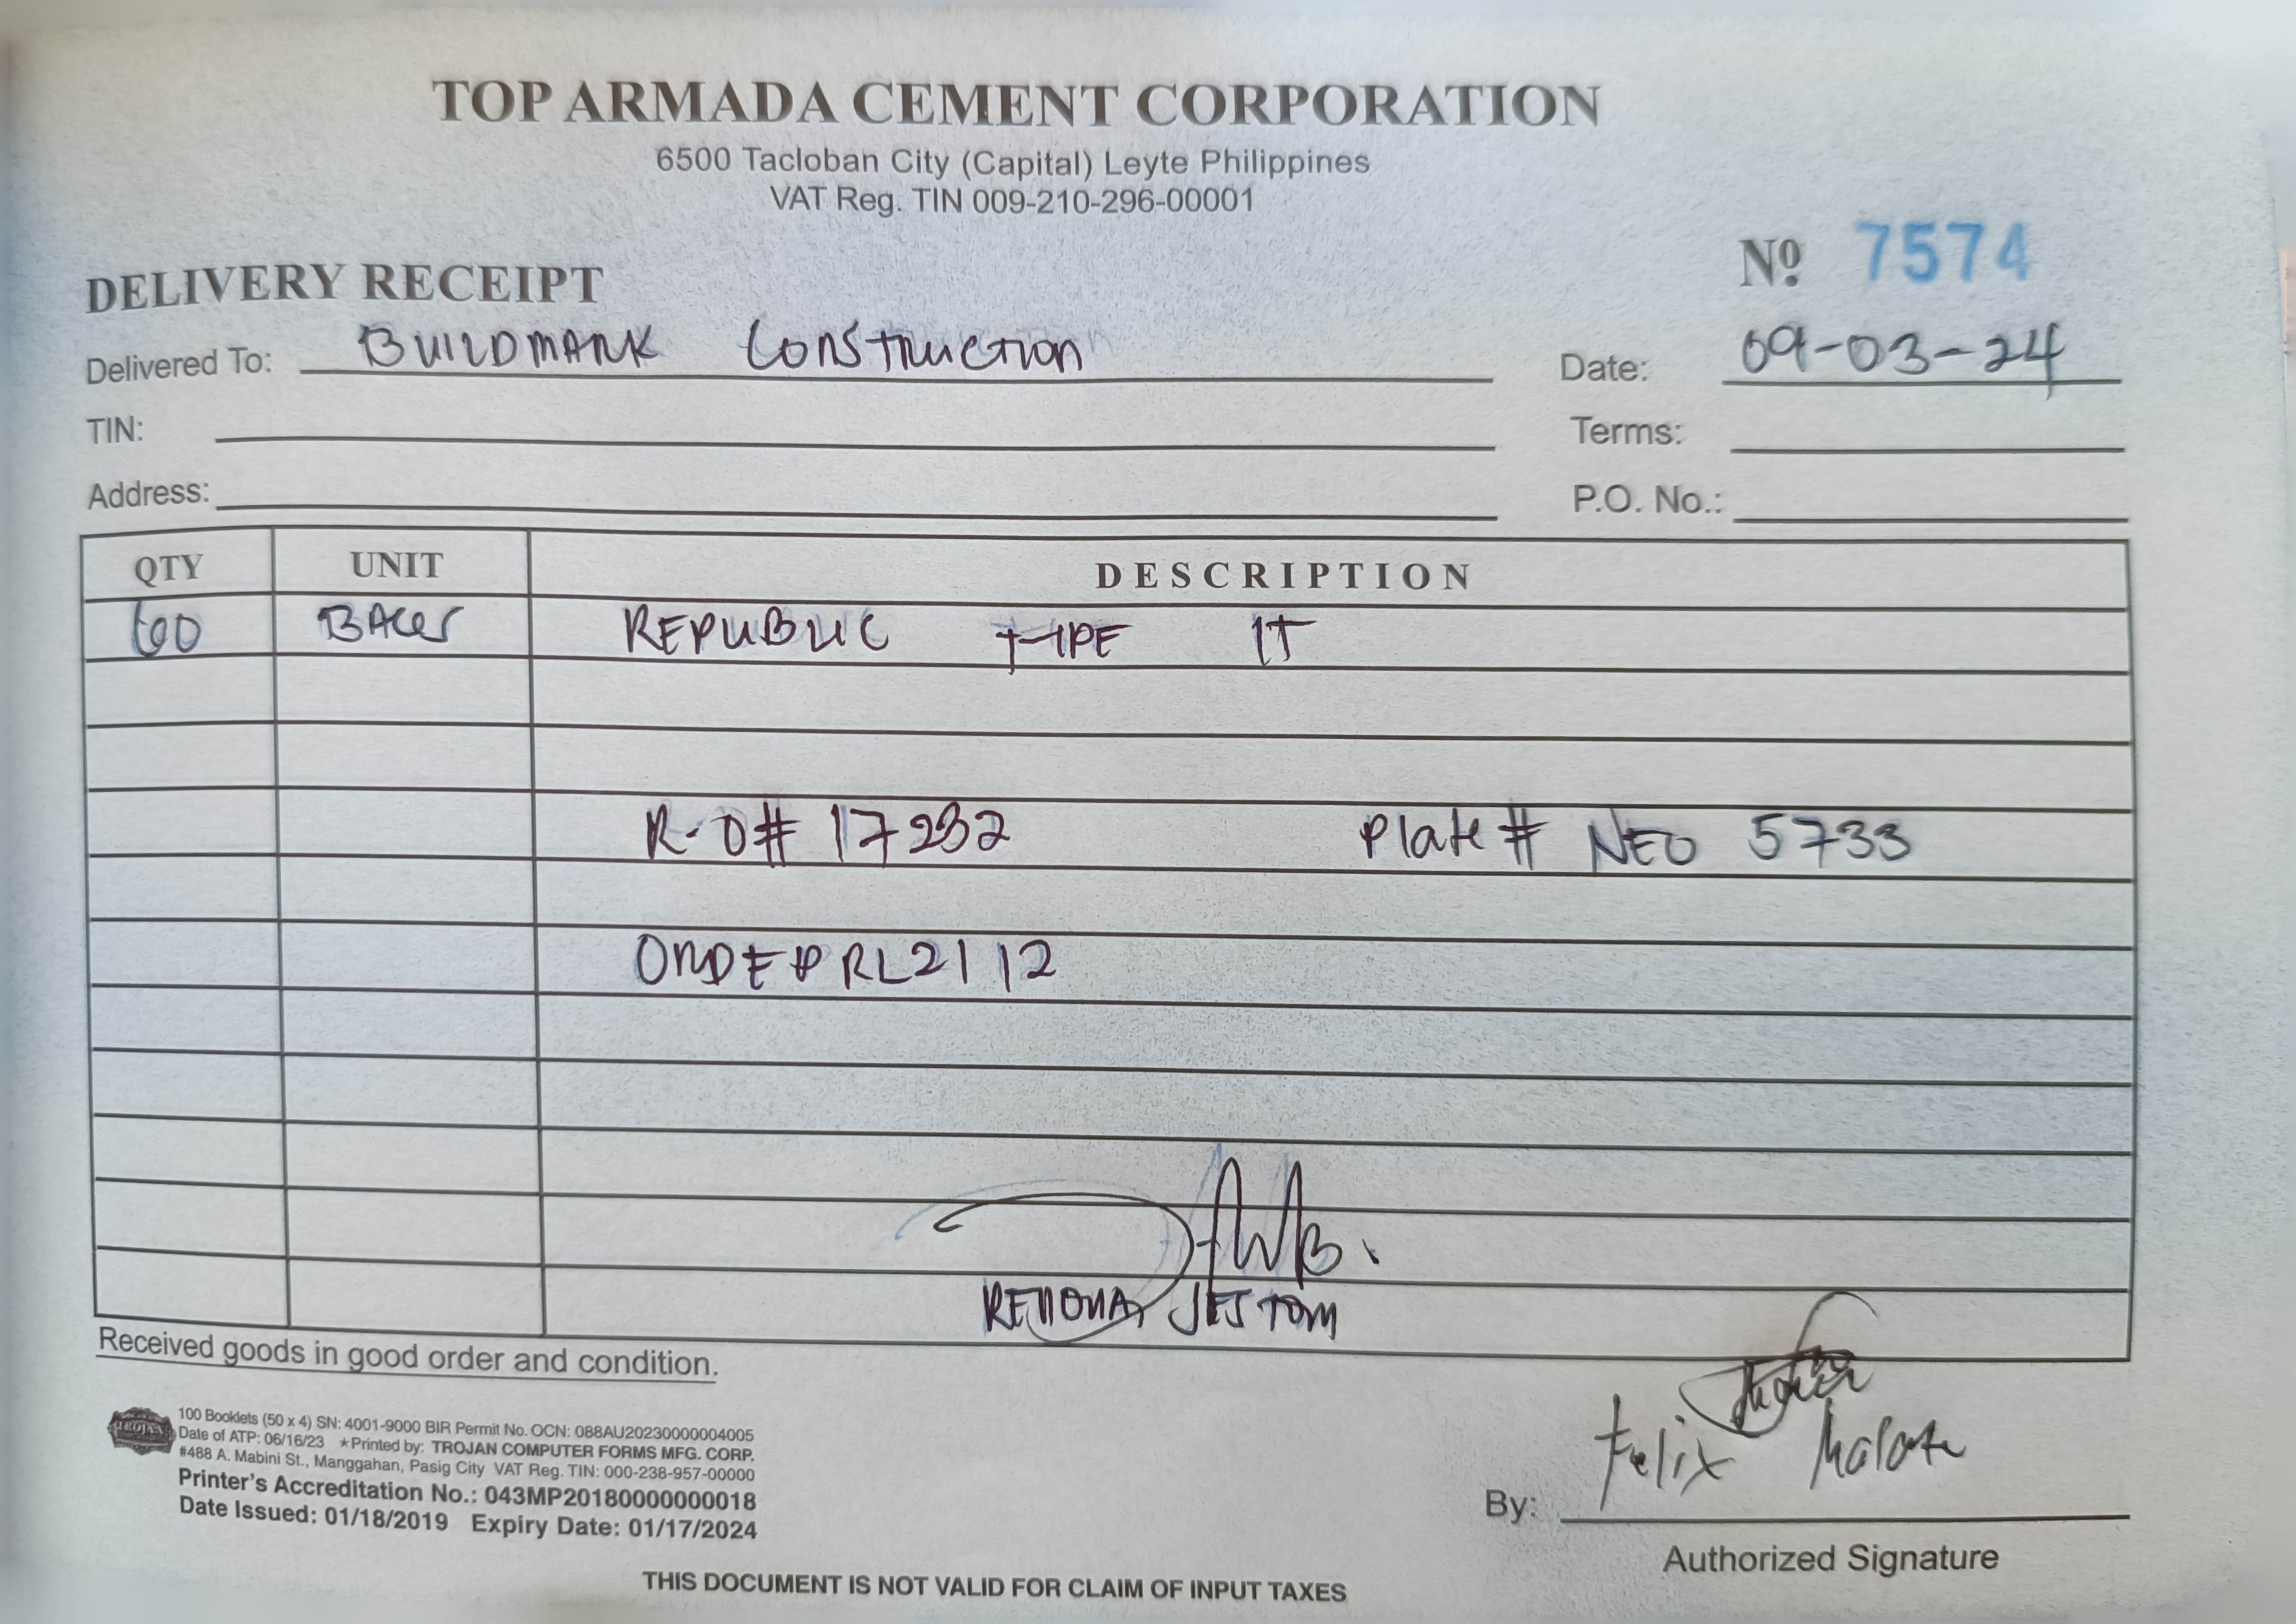 TOP ARMADA CEMENT CORPORATION
6500 Tacloban City (Capital) Leyte Philippines
VAT Reg. TIN 009-210-296-00001
Nº 7574
DELIVERY RECEIPT
Delivered To: BUILDMARK CONSTRUCTION Date: 09-03-24
TIN: Terms:
Address: P.O. No.:
QTY UNIT DESCRIPTION
60 BAGS REPUBLIC TYPE 1T
R-O# 17232 Plate # NEO 5733
RL2112
JESTOM
Received goods in good order and condition.
100 Booklets (50 x 4) SN: 4001-9000 BIR Permit No. OCN: 088AU20230000004005
Date of ATP: 06/16/23 ★Printed by: TROJAN COMPUTER FORMS MFG. CORP.
#488 A. Mabini St., Manggahan, Pasig City VAT Reg. TIN: 000-238-957-00000
Printer's Accreditation No.: 043MP20180000000018
Date Issued: 01/18/2019 Expiry Date: 01/17/2024
TROJAN
Felix Malate
By:
Authorized Signature
THIS DOCUMENT IS NOT VALID FOR CLAIM OF INPUT TAXES